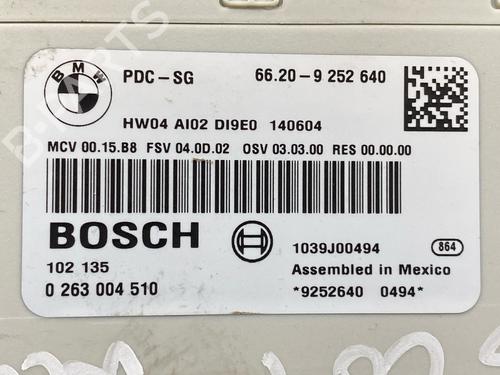 BMW
PDC-SG 66.20-9 252 640
HW04 AI02 DI9E0 140604
MCV 00.15.B8 FSV 04.0D.02 OSV 03.03.00 RES 00.00.00
BOSCH
1039J00494 864
102 135 Assembled in Mexico
0 263 004 510 *9252640 0494*
B-PARTS